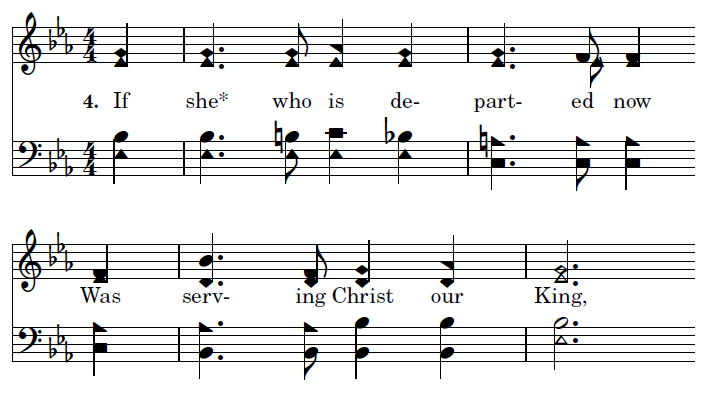 4. If she* who is de- part- ed now
Was serv- ing Christ our King,